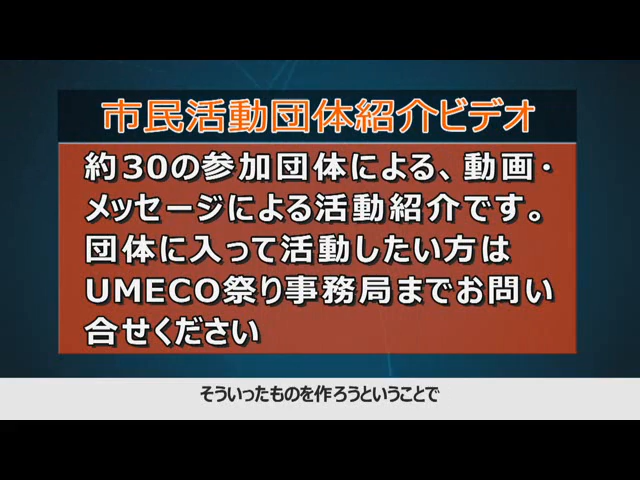 市民活動団体紹介ビデオ
約30の参加団体による、動画・
メッセージによる活動紹介です。
団体に入って活動したい方は
UMECO祭り事務局までお問い
合せください
そういったものを作ろうということで